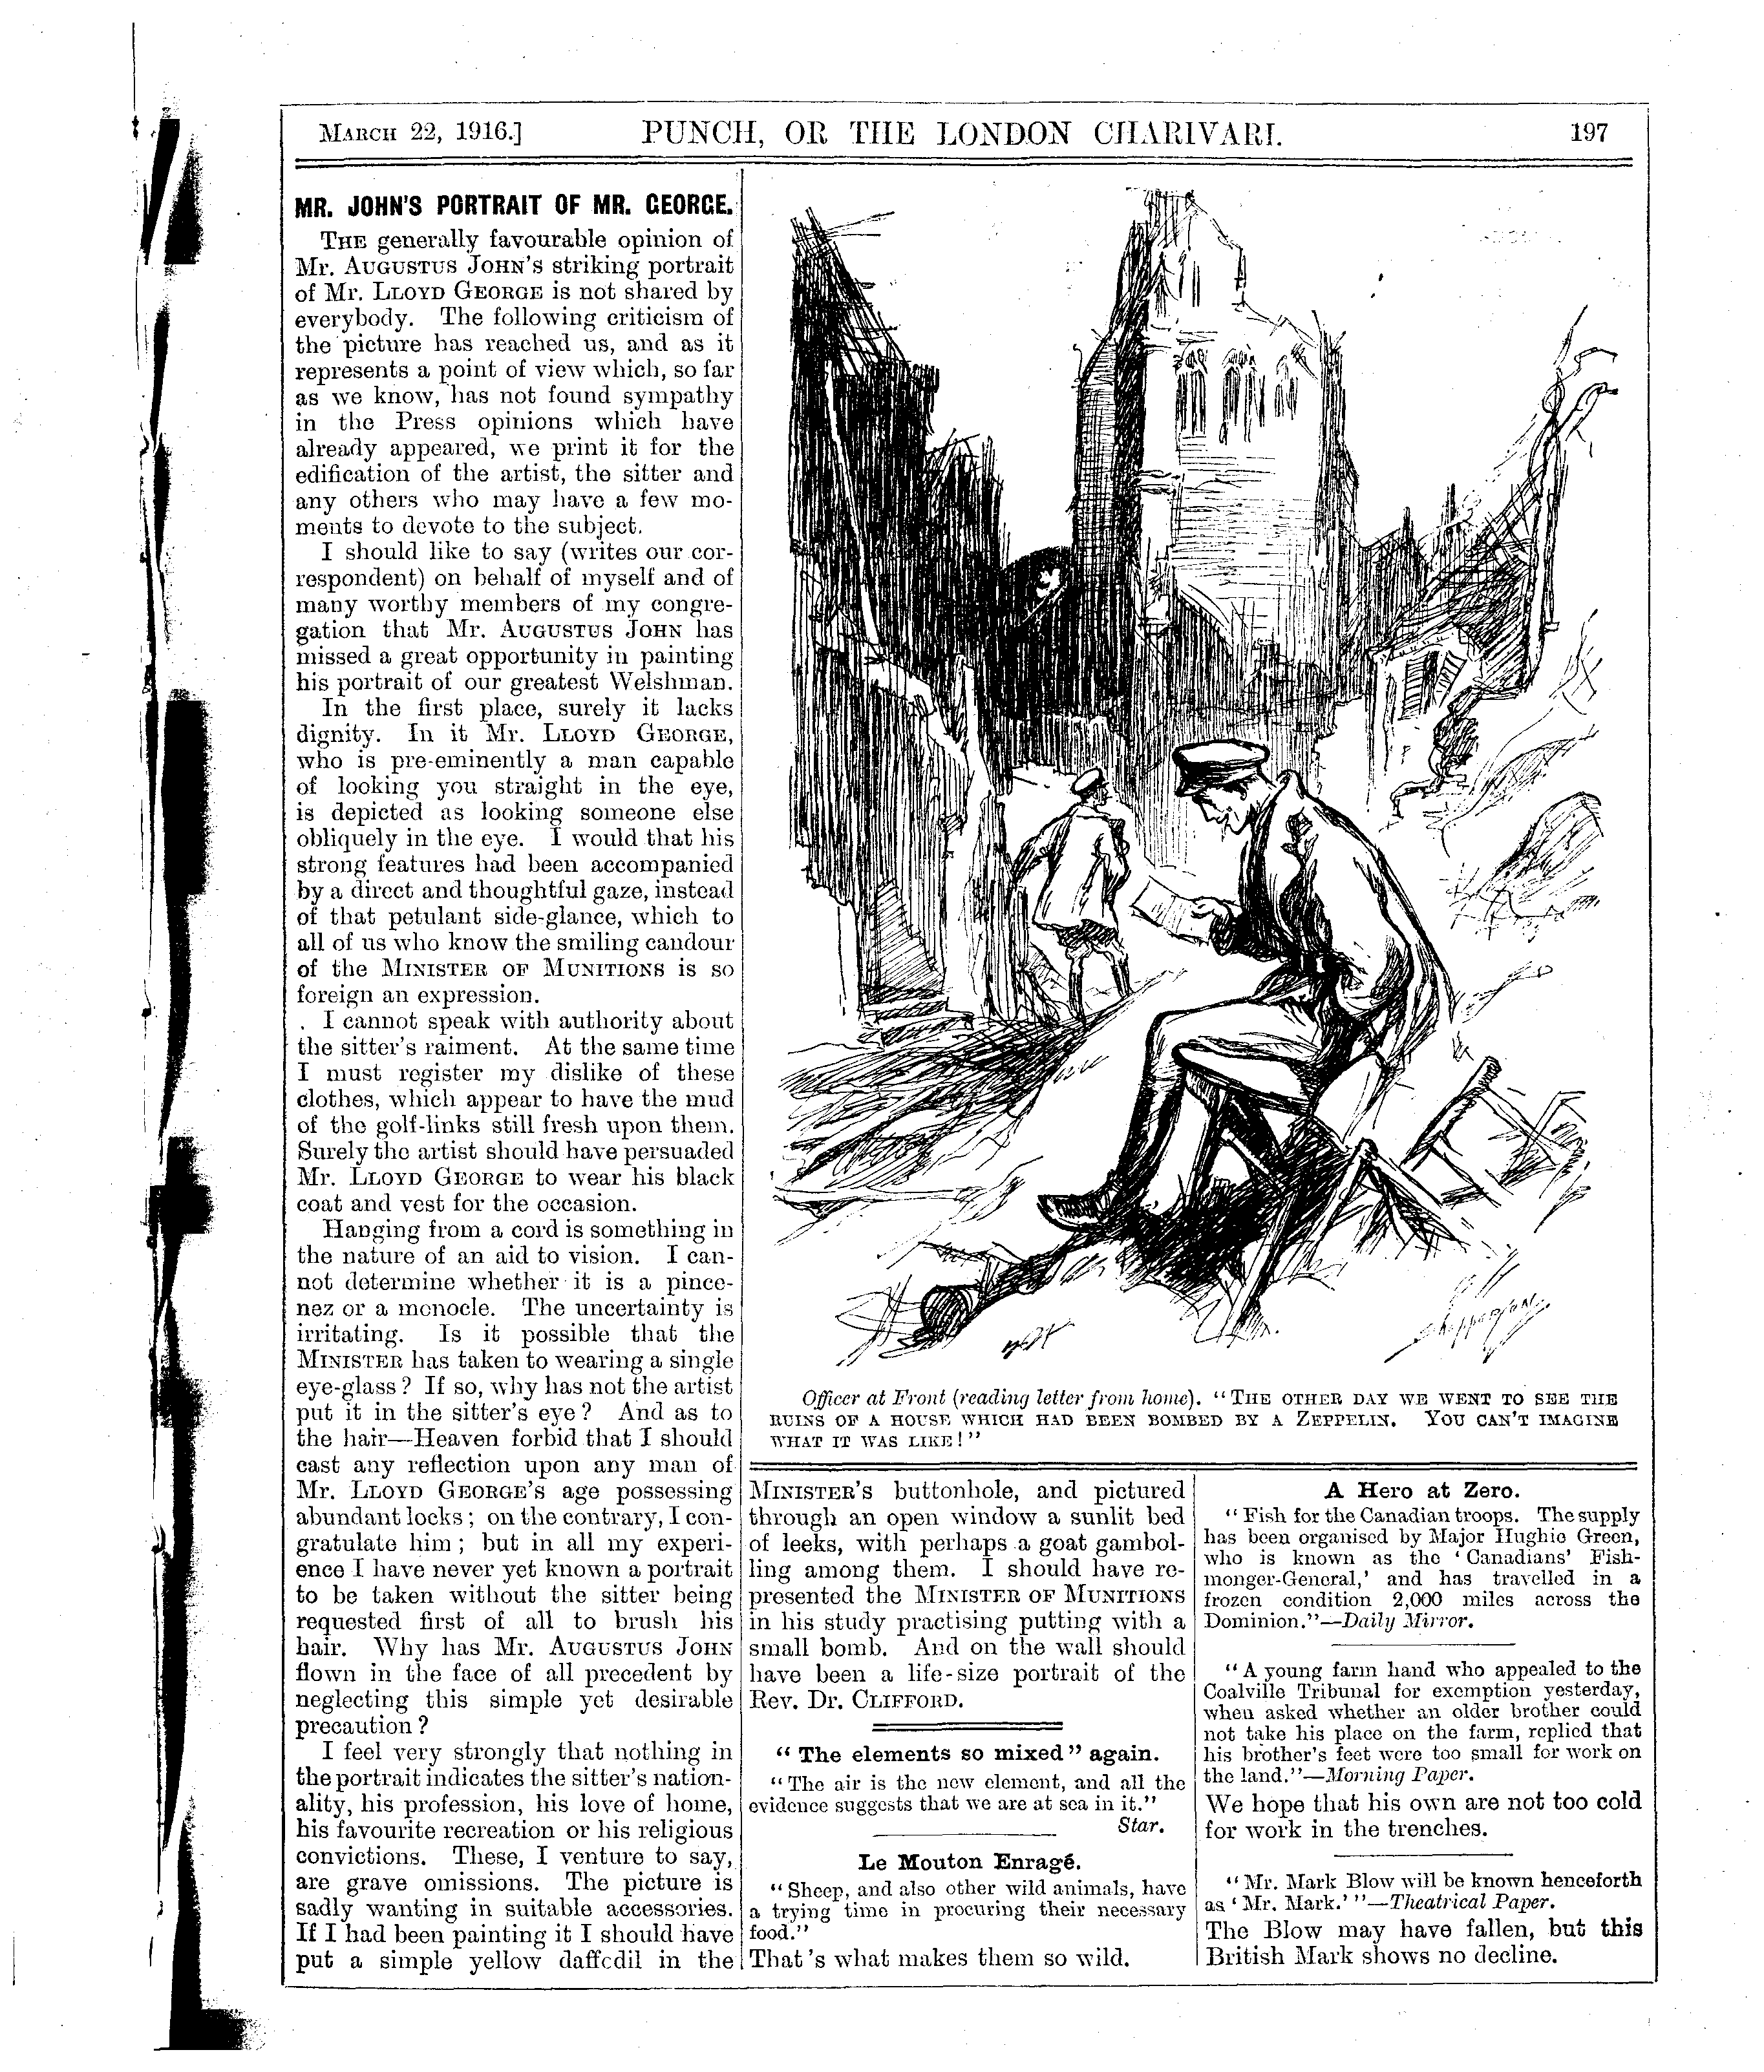 MARCH 22, 1916.] PUNCH, OR THE LONDON CHARIVARI. 197
MR. JOHN'S PORTRAIT OF MR. GEORGE.
THE generally favourable opinion of
Mr. AUGUSTUS JOHN'S striking portrait
of Mr. LLOYD GEORGE is not shared by
everybody. The following criticism of
the picture has reached us, and as it
represents a point of view which, so far
as we know, has not found sympathy
in the Press opinions which have
already appeared, we print it for the
edification of the artist, the sitter and
any others who may have a few mo-
ments to devote to the subject.
I should like to say (writes our cor-
respondent) on behalf of myself and of
many worthy members of my congre-
gation that Mr. AUGUSTUS JOHN has
missed a great opportunity in painting
his portrait of our greatest Welshman.
In the first place, surely it lacks
dignity. In it Mr. LLOYD GEORGE,
who is pre-eminently a man capable
of looking you straight in the eye,
is depicted as looking someone else
obliquely in the eye. I would that his
strong features had been accompanied
by a direct and thoughtful gaze, instead
of that petulant side-glance, which to
all of us who know the smiling candour
of the MINISTER OF MUNITIONS is so
foreign an expression.
I cannot speak with authority about
the sitter's raiment. At the same time
I must register my dislike of these
clothes, which appear to have the mud
of the golf-links still fresh upon them.
Surely the artist should have persuaded
Mr. LLOYD GEORGE to wear his black
coat and vest for the occasion.
Hanging from a cord is something in
the nature of an aid to vision. I can-
not determine whether it is a pince-
nez or a monocle. The uncertainty is
irritating. Is it possible that the
MINISTER has taken to wearing a single
eye-glass? If so, why has not the artist
put it in the sitter's eye? And as to
the hair—Heaven forbid that I should
cast any reflection upon any man of
Mr. LLOYD GEORGE'S age possessing
abundant locks; on the contrary, I con-
gratulate him; but in all my experi-
ence I have never yet known a portrait
to be taken without the sitter being
requested first of all to brush his
hair. Why has Mr. AUGUSTUS JOHN
flown in the face of all precedent by
neglecting this simple yet desirable
precaution?
I feel very strongly that nothing in
the portrait indicates the sitter's nation-
ality, his profession, his love of home,
his favourite recreation or his religious
convictions. These, I venture to say,
are grave omissions. The picture is
sadly wanting in suitable accessories.
If I had been painting it I should have
put a simple yellow daffodil in the
Shepperson
Officer at Front (reading letter from home). "THE OTHER DAY WE WENT TO SEE THE
RUINS OF A HOUSE WHICH HAD BEEN BOMBED BY A ZEPPELIN. YOU CAN'T IMAGINE
WHAT IT WAS LIKE!"
MINISTER'S buttonhole, and pictured
through an open window a sunlit bed
of leeks, with perhaps a goat gambol-
ling among them. I should have re-
presented the MINISTER OF MUNITIONS
in his study practising putting with a
small bomb. And on the wall should
have been a life-size portrait of the
Rev. Dr. CLIFFORD.
"The elements so mixed" again.
"The air is the new element, and all the
evidence suggests that we are at sea in it."
Star.
Le Mouton Enragé.
"Sheep, and also other wild animals, have
a trying time in procuring their necessary
food."
That's what makes them so wild.
A Hero at Zero.
"Fish for the Canadian troops. The supply
has been organised by Major Hughie Green,
who is known as the 'Canadians' Fish-
monger-General,' and has travelled in a
frozen condition 2,000 miles across the
Dominion."—Daily Mirror.
"A young farm hand who appealed to the
Coalville Tribunal for exemption yesterday,
when asked whether an older brother could
not take his place on the farm, replied that
his brother's feet were too small for work on
the land."—Morning Paper.
We hope that his own are not too cold
for work in the trenches.
"Mr. Mark Blow will be known henceforth
as 'Mr. Mark.'"—Theatrical Paper.
The Blow may have fallen, but this
British Mark shows no decline.